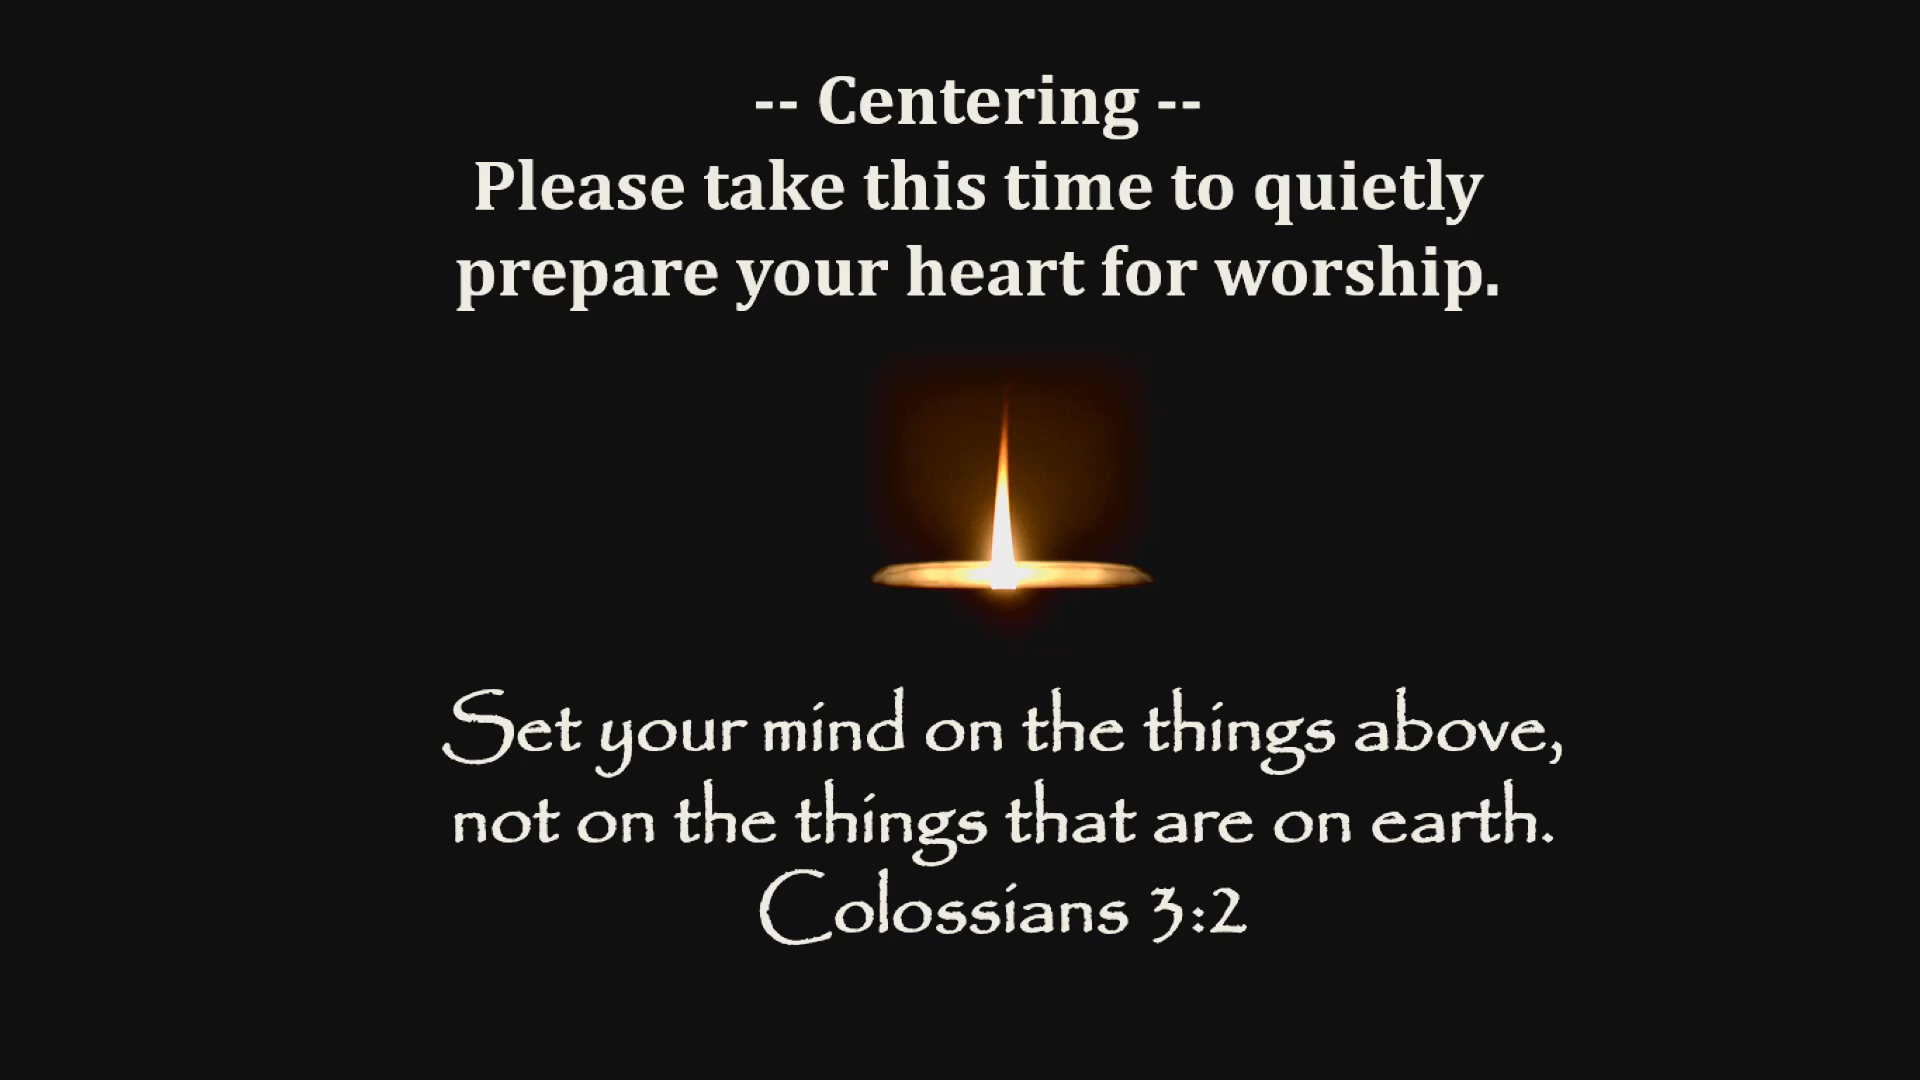 -- Centering --
Please take this time to quietly
prepare your heart for worship.
Set your mind on the things above,
not on the things that are on earth.
Colossians 3:2